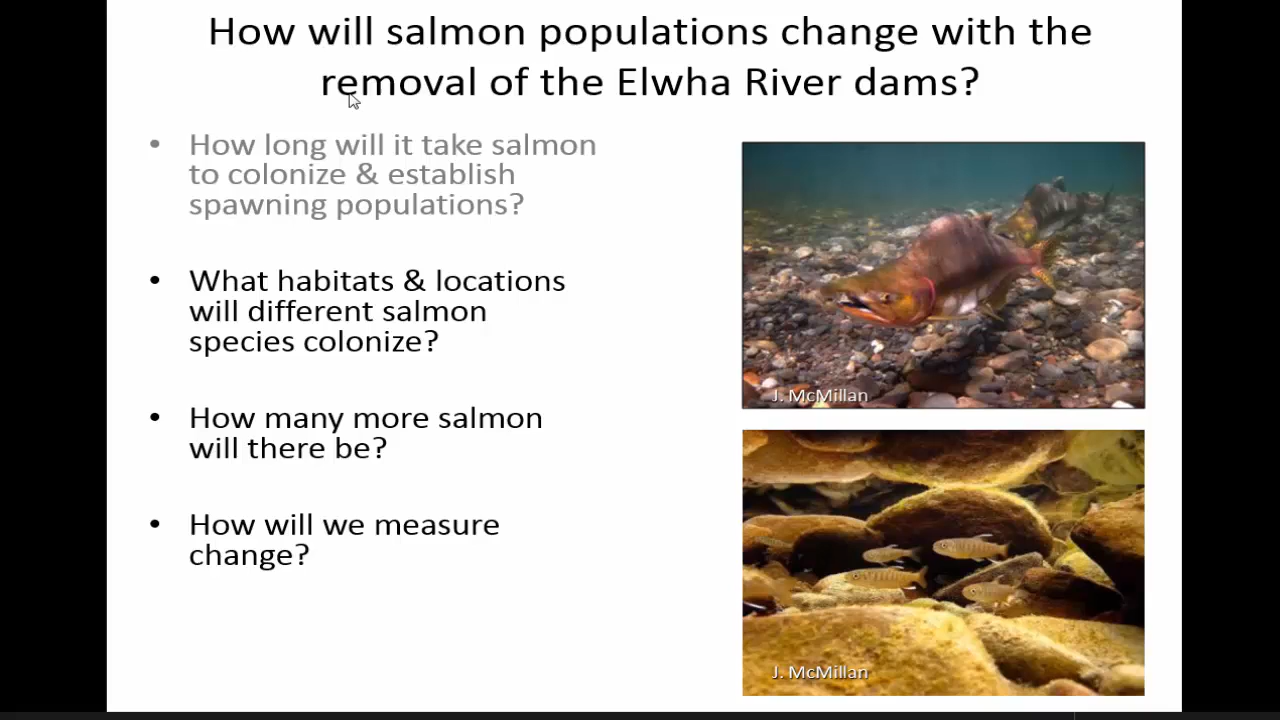 How will salmon populations change with the
removal of the Elwha River dams?
• How long will it take salmon
to colonize & establish
spawning populations?
• What habitats & locations
will different salmon
species colonize?
• How many more salmon
will there be?
• How will we measure
change?
J. McMillan
J. McMillan